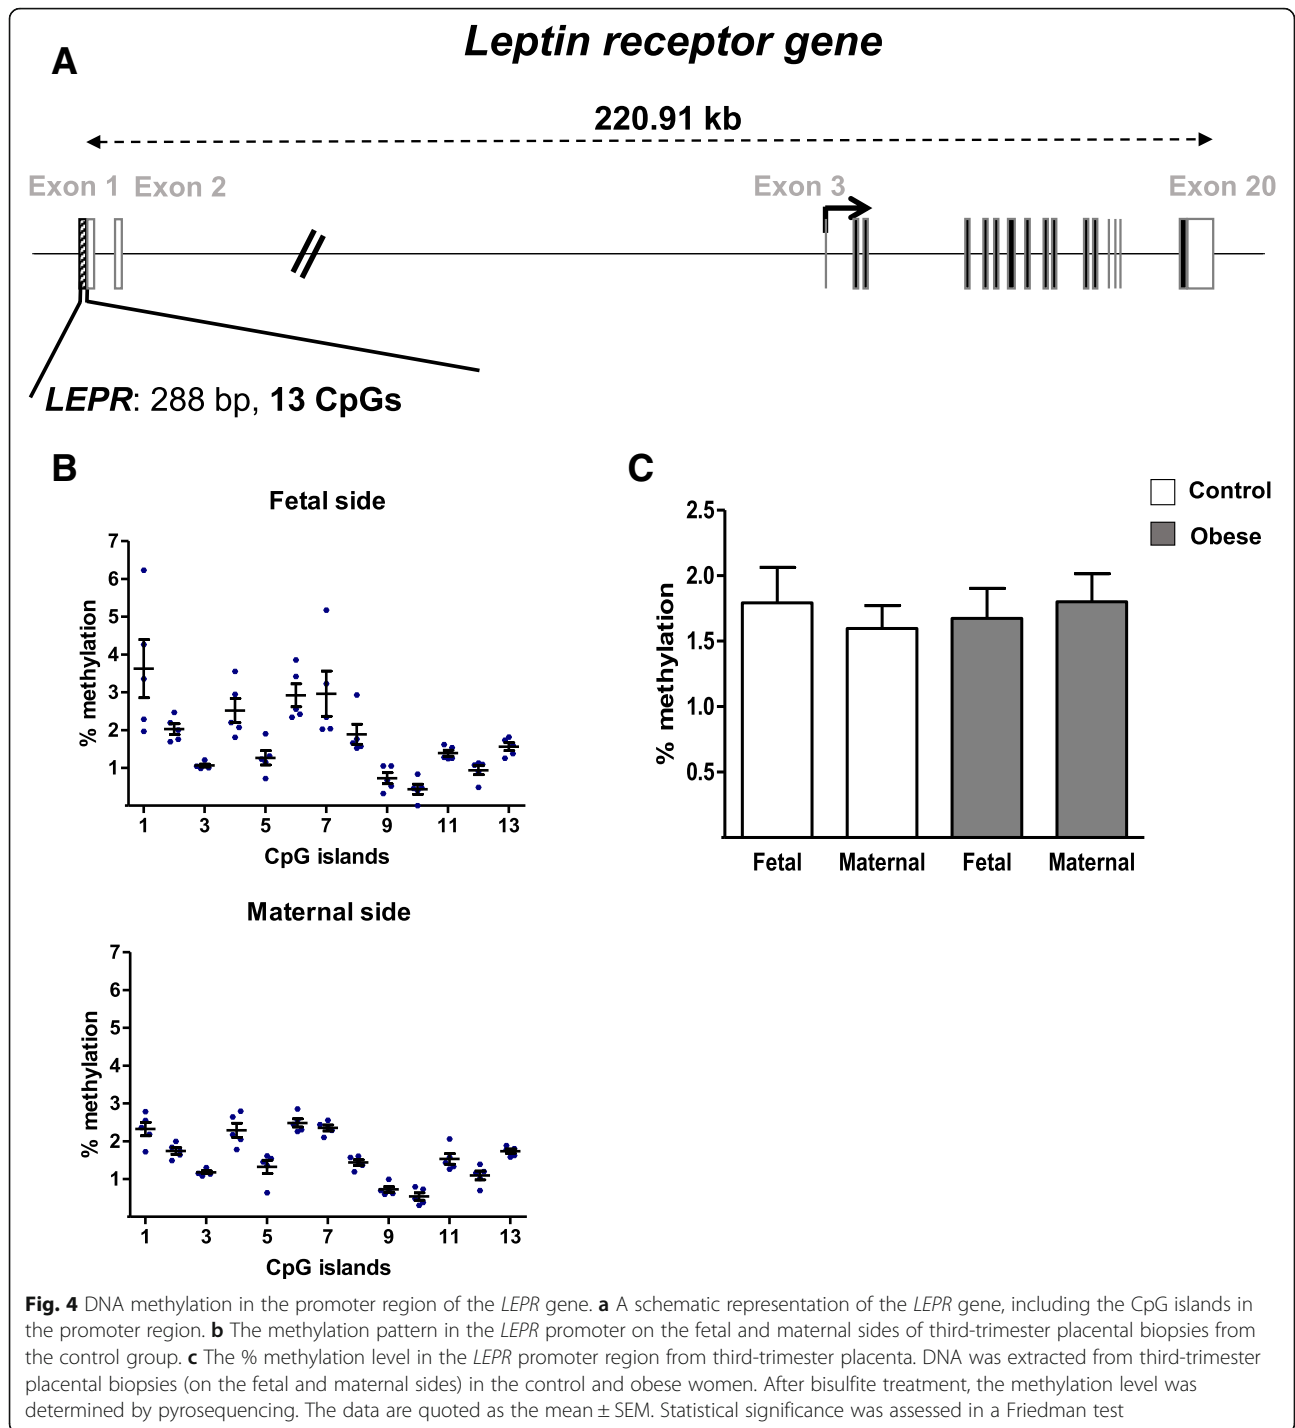 A
Leptin receptor gene
220.91 kb
Exon 1 Exon 2 Exon 3 Exon 20
LEPR: 288 bp, 13 CpGs
B
Fetal side
7
6
5
4
3
2
1
% methylation
1 3 5 7 9 11 13
CpG islands
Maternal side
7
6
5
4
3
2
1
% methylation
1 3 5 7 9 11 13
CpG islands
C
Control
Obese
2.5
2.0
1.5
1.0
0.5
% methylation
Fetal Maternal Fetal Maternal
Fig. 4 DNA methylation in the promoter region of the LEPR gene. a A schematic representation of the LEPR gene, including the CpG islands in
the promoter region. b The methylation pattern in the LEPR promoter on the fetal and maternal sides of third-trimester placental biopsies from
the control group. c The % methylation level in the LEPR promoter region from third-trimester placenta. DNA was extracted from third-trimester
placental biopsies (on the fetal and maternal sides) in the control and obese women. After bisulfite treatment, the methylation level was
determined by pyrosequencing. The data are quoted as the mean ± SEM. Statistical significance was assessed in a Friedman test